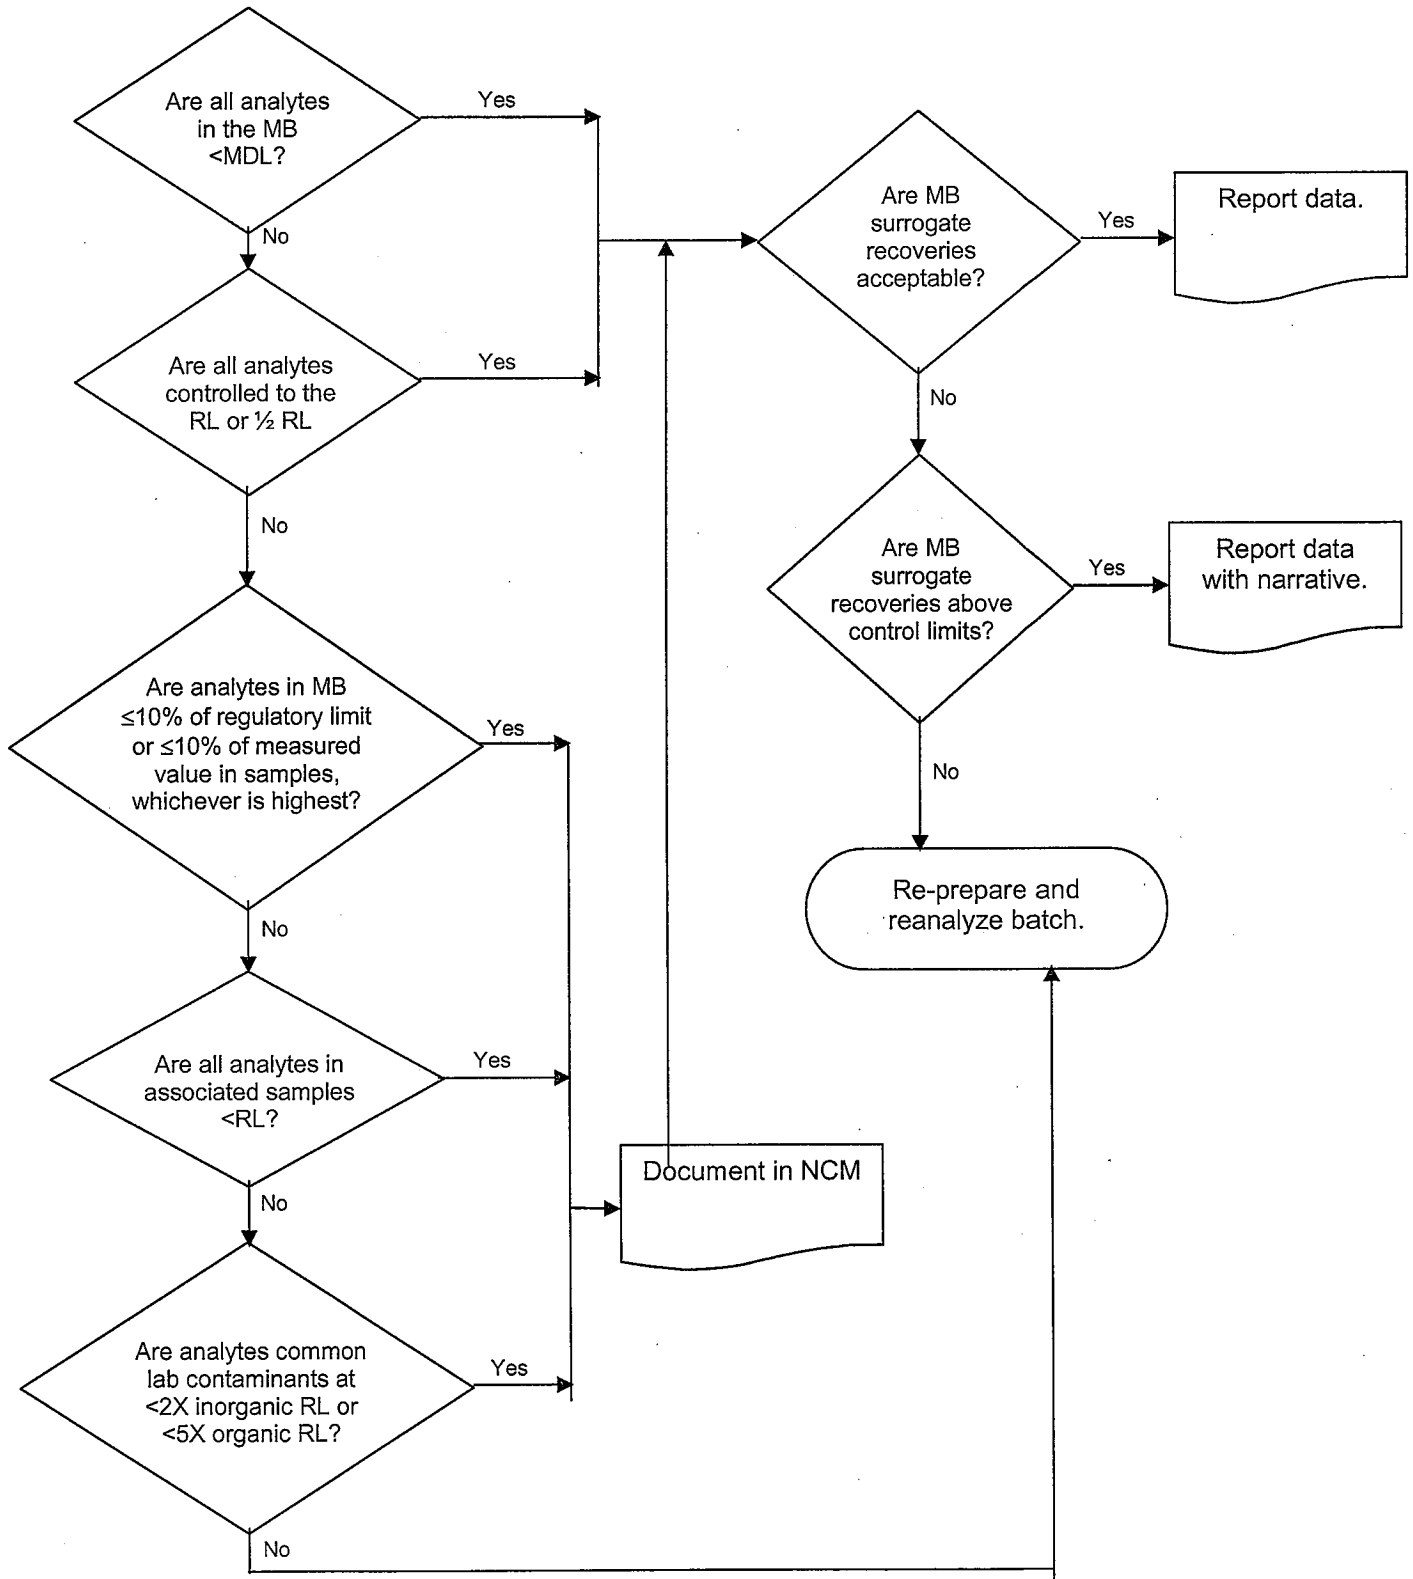 Are all analytes
in the MB
<MDL?
Yes
No
Are all analytes
controlled to the
RL or ½ RL
Yes
No
Are analytes in MB
≤10% of regulatory limit
or ≤10% of measured
value in samples,
whichever is highest?
Yes
No
Are all analytes in
associated samples
<RL?
Yes
No
Are analytes common
lab contaminants at
<2X inorganic RL or
<5X organic RL?
Yes
No
Document in NCM
Are MB
surrogate
recoveries
acceptable?
Yes
Report data.
No
Are MB
surrogate
recoveries above
control limits?
Yes
Report data
with narrative.
No
Re-prepare and
reanalyze batch.